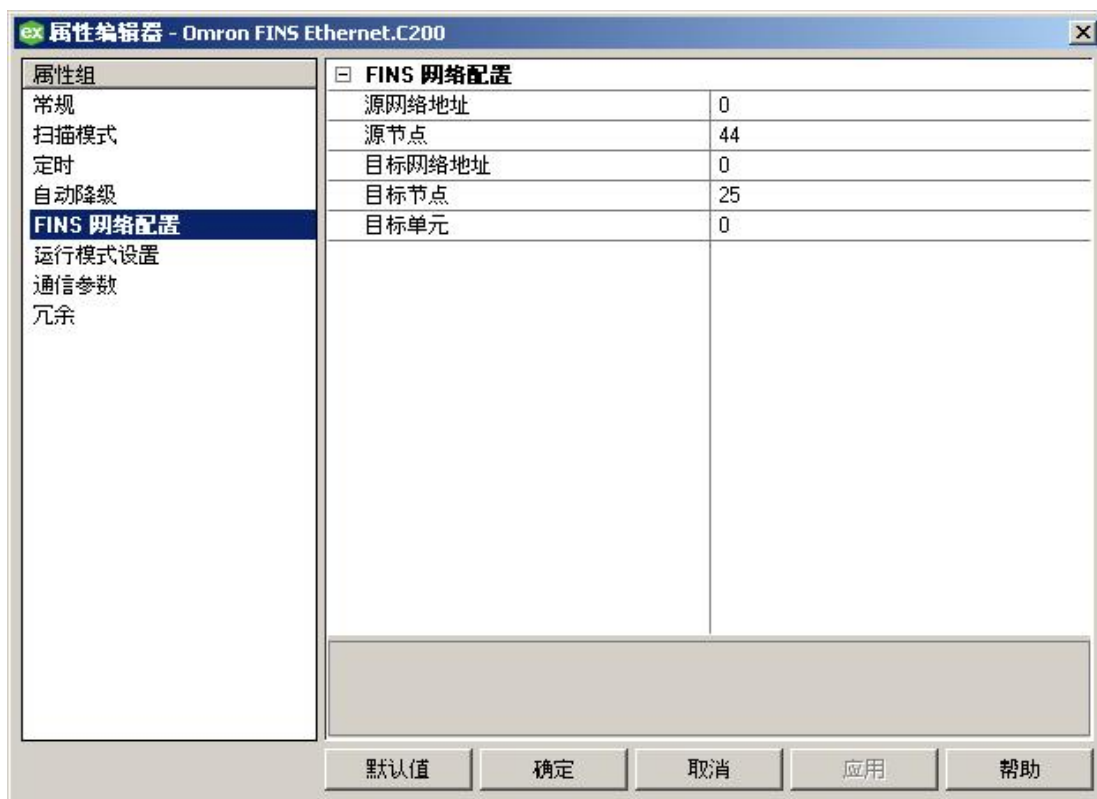 ex 属性编辑器 - Omron FINS Ethernet.C200
属性组
常规
扫描模式
定时
自动降级
FINS 网络配置
运行模式设置
通信参数
冗余
FINS 网络配置
源网络地址 0
源节点 44
目标网络地址 0
目标节点 25
目标单元 0
默认值 确定 取消 应用 帮助